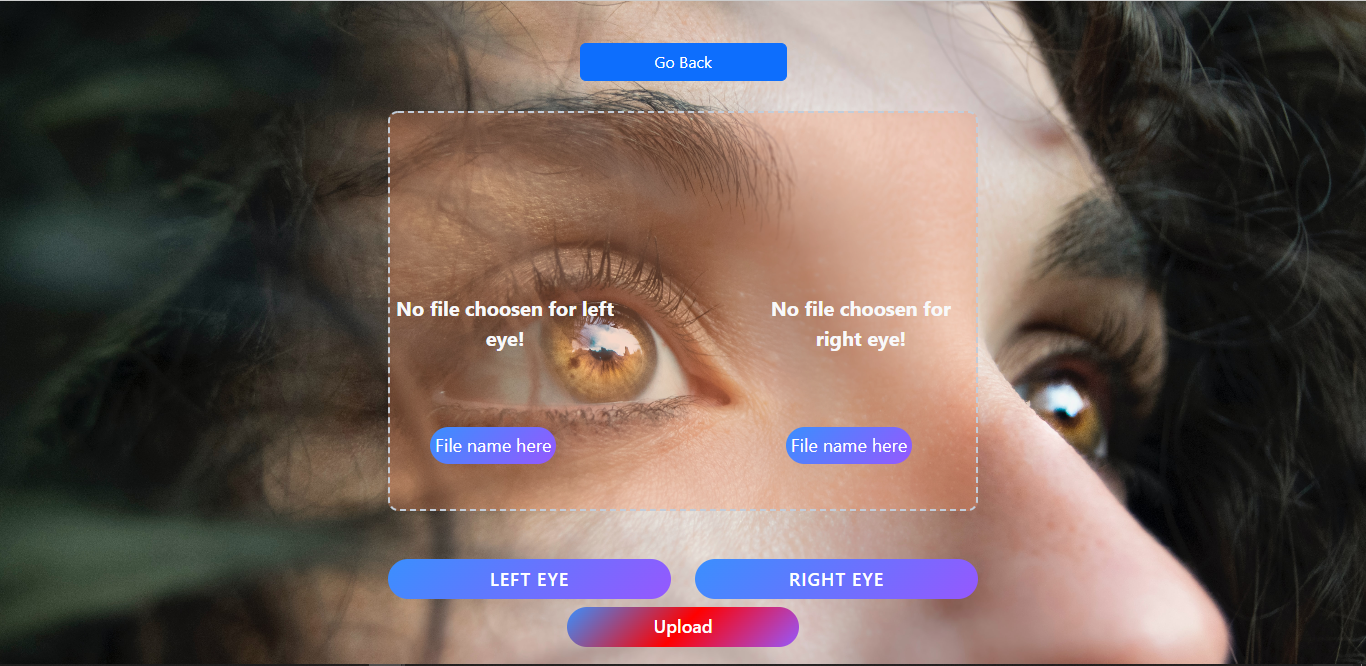 Go Back
No file choosen for left
eye!
No file choosen for
right eye!
File name here
File name here
LEFT EYE
RIGHT EYE
Upload